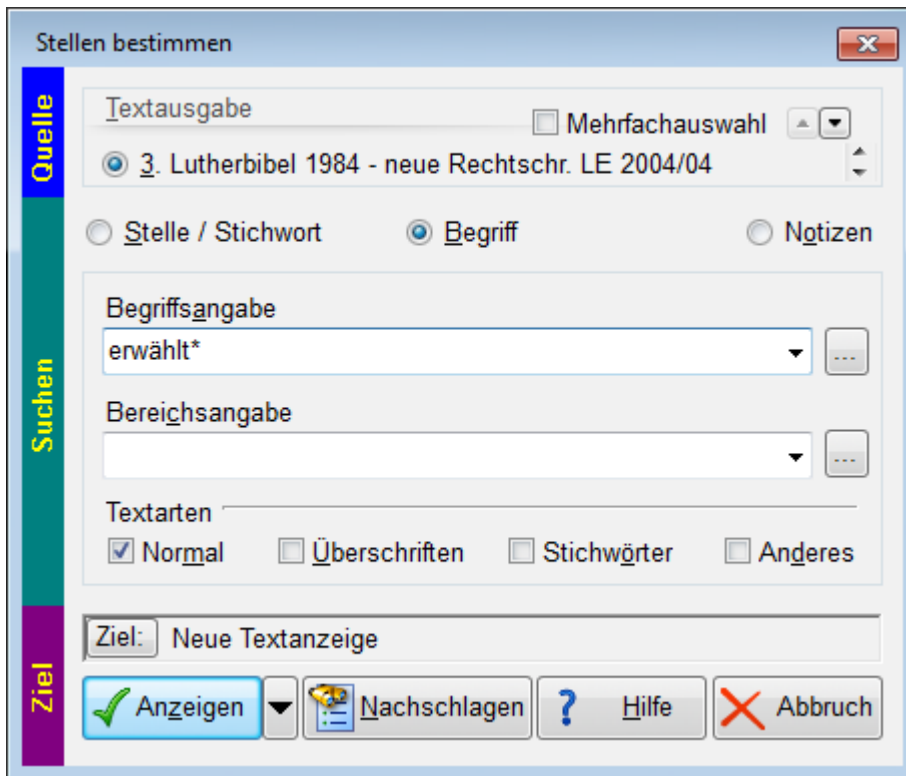 Stellen bestimmen
Quelle
Textausgabe
Mehrfachauswahl
3. Lutherbibel 1984 - neue Rechtschr. LE 2004/04
Suchen
Stelle / Stichwort Begriff Notizen
Begriffsangabe
erwählt*
...
Bereichsangabe
...
Textarten
Normal Überschriften Stichwörter Anderes
Ziel
Ziel: Neue Textanzeige
Anzeigen Nachschlagen ? Hilfe Abbruch